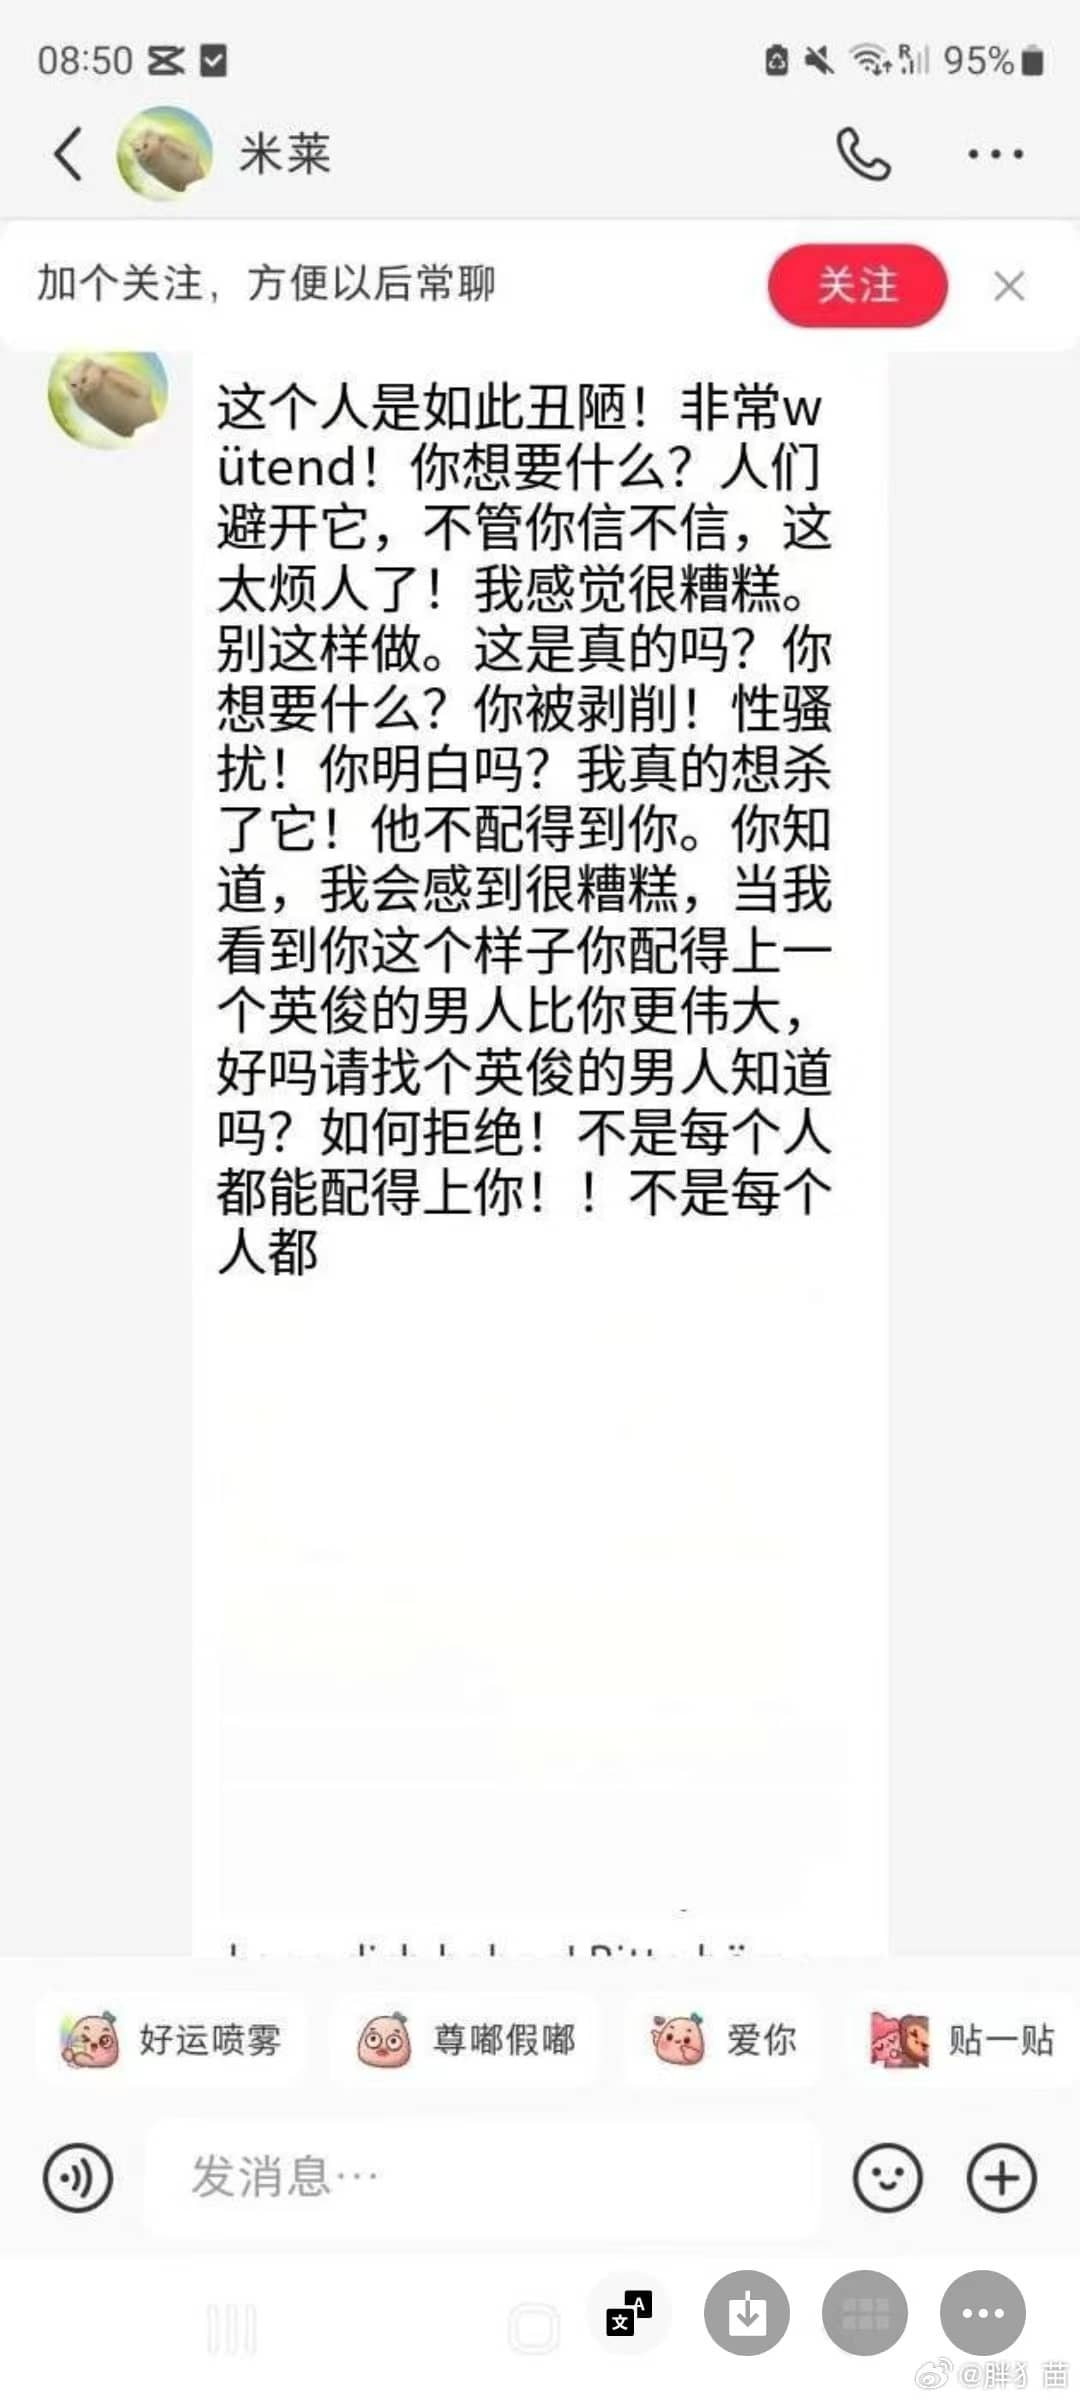 08:50
R
95%
米莱
加个关注，方便以后常聊
关注
这个人是如此丑陋！非常w
ütend！你想要什么？人们
避开它，不管你信不信，这
太烦人了！我感觉很糟糕。
别这样做。这是真的吗？你
想要什么？你被剥削！性骚
扰！你明白吗？我真的想杀
了它！他不配得到你。你知
道，我会感到很糟糕，当我
看到你这个样子你配得上一
个英俊的男人比你更伟大，
好吗请找个英俊的男人知道
吗？如何拒绝！不是每个人
都能配得上你！！不是每个
人都
好运喷雾
尊嘟假嘟
爱你
贴一贴
发消息…
文A